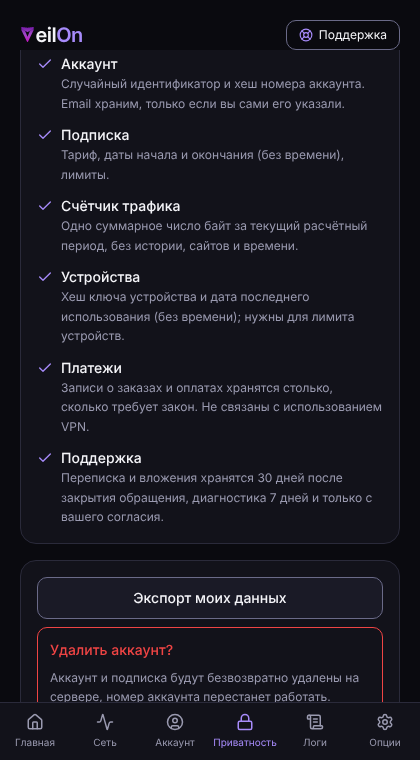 VeilOn
Поддержка
Аккаунт
Случайный идентификатор и хеш номера аккаунта.
Email храним, только если вы сами его указали.
Подписка
Тариф, даты начала и окончания (без времени),
лимиты.
Счётчик трафика
Одно суммарное число байт за текущий расчётный
период, без истории, сайтов и времени.
Устройства
Хеш ключа устройства и дата последнего
использования (без времени); нужны для лимита
устройств.
Платежи
Записи о заказах и оплатах хранятся столько,
сколько требует закон. Не связаны с использованием
VPN.
Поддержка
Переписка и вложения хранятся 30 дней после
закрытия обращения, диагностика 7 дней и только с
вашего согласия.
Экспорт моих данных
Удалить аккаунт?
Аккаунт и подписка будут безвозвратно удалены на
сервере, номер аккаунта перестанет работать.
Главная
Сеть
Аккаунт
Приватность
Логи
Опции